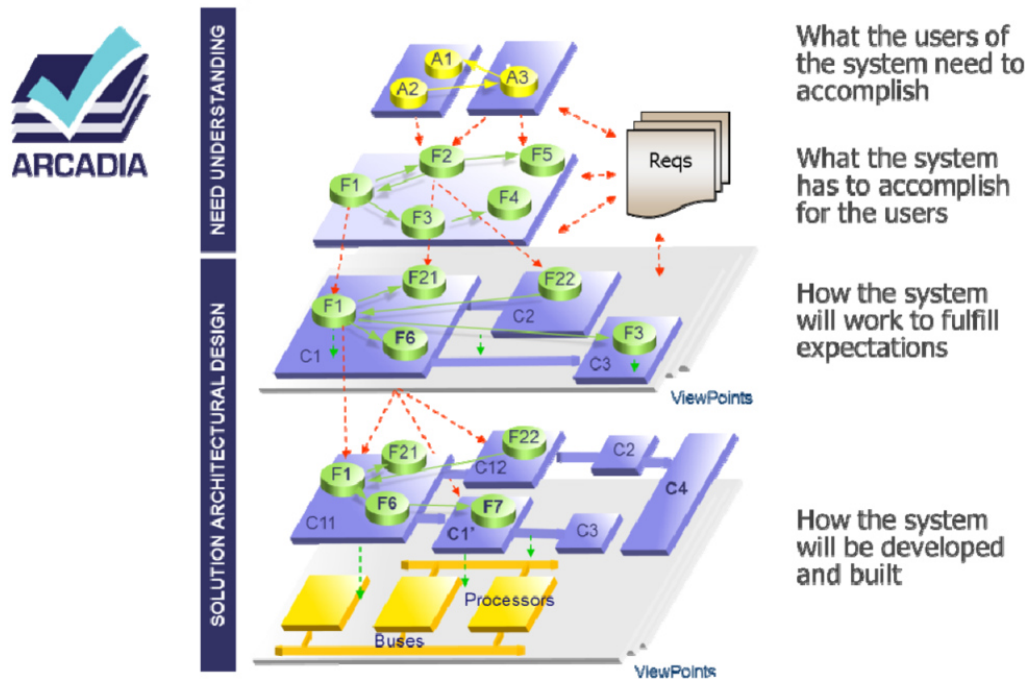 ARCADIA
NEED UNDERSTANDING
A1
A2
A3
What the users of
the system need to
accomplish
F2
F5
F1
F4
F3
Reqs
What the system
has to accomplish
for the users
SOLUTION ARCHITECTURAL DESIGN
F21
F22
F1
C2
F6
F3
C1
C3
ViewPoints
How the system
will work to fulfill
expectations
F22
F21
C2
F1
C12
C4
F6
F7
C11
C1'
C3
Processors
Buses
ViewPoints
How the system
will be developed
and built